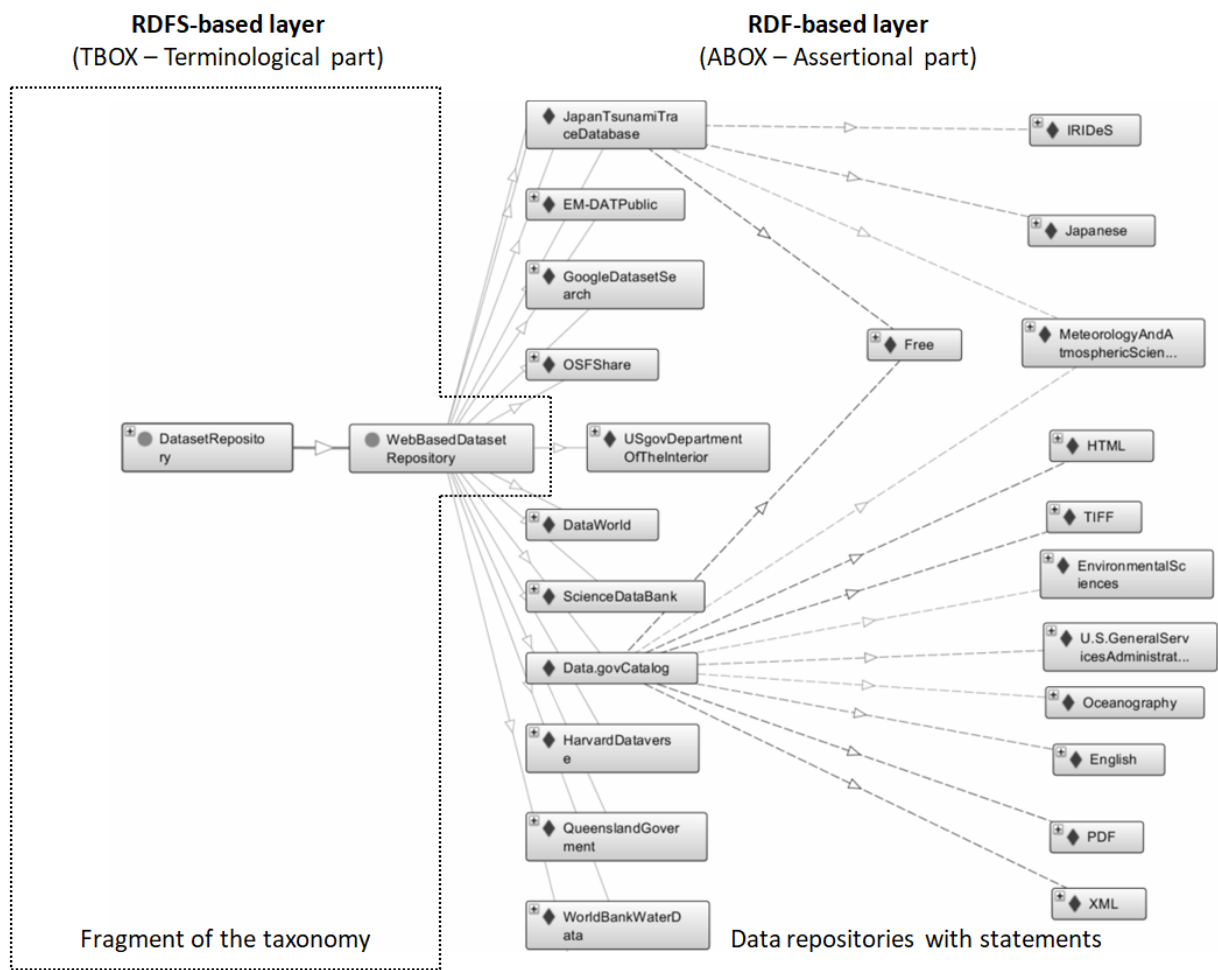 RDFS-based layer
(TBOX – Terminological part)
RDF-based layer
(ABOX – Assertional part)
DatasetReposito
ry
WebBasedDataset
Repository
JapanTsunamiTra
ceDatabase
EM-DATPublic
GoogleDatasetSe
arch
OSFShare
USgovDepartment
OfTheInterior
DataWorld
ScienceDataBank
Data.govCatalog
HarvardDatavers
e
QueenslandGover
nment
WorldBankWaterD
ata
Free
IRIDeS
Japanese
MeteorologyAndA
tmosphericScien...
HTML
TIFF
EnvironmentalSc
iences
U.S.GeneralServ
icesAdministrat...
Oceanography
English
PDF
XML
Fragment of the taxonomy
Data repositories with statements